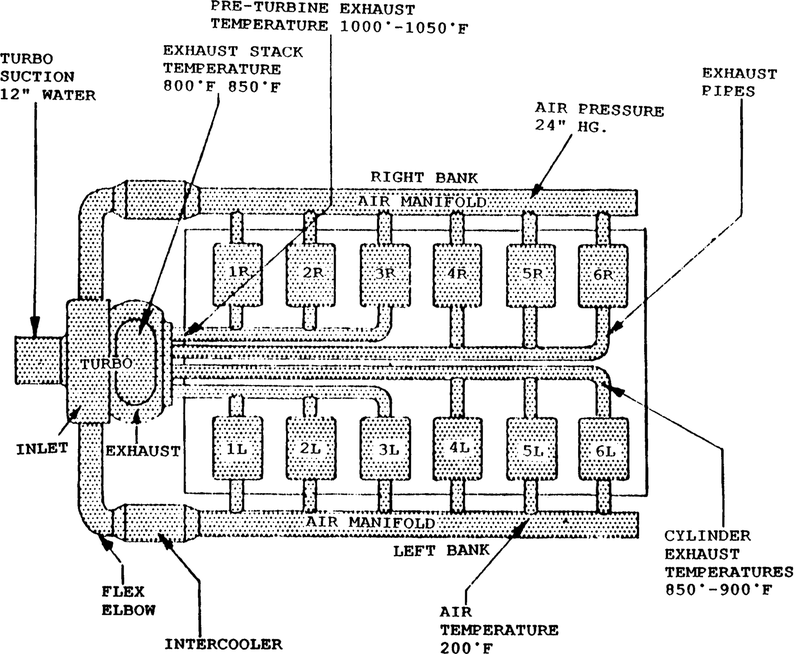 PRE-TURBINE EXHAUST
TEMPERATURE 1000°-1050°F
EXHAUST STACK
TEMPERATURE
800°F 850°F
TURBO
SUCTION
12" WATER
EXHAUST
PIPES
AIR PRESSURE
24" HG.
RIGHT BANK
AIR MANIFOLD
1R 2R 3R 4R 5R 6R
TURBO
INLET
EXHAUST
1L 2L 3L 4L 5L 6L
AIR MANIFOLD
LEFT BANK
CYLINDER
EXHAUST
TEMPERATURES
850°-900°F
FLEX
ELBOW
INTERCOOLER
AIR
TEMPERATURE
200°F